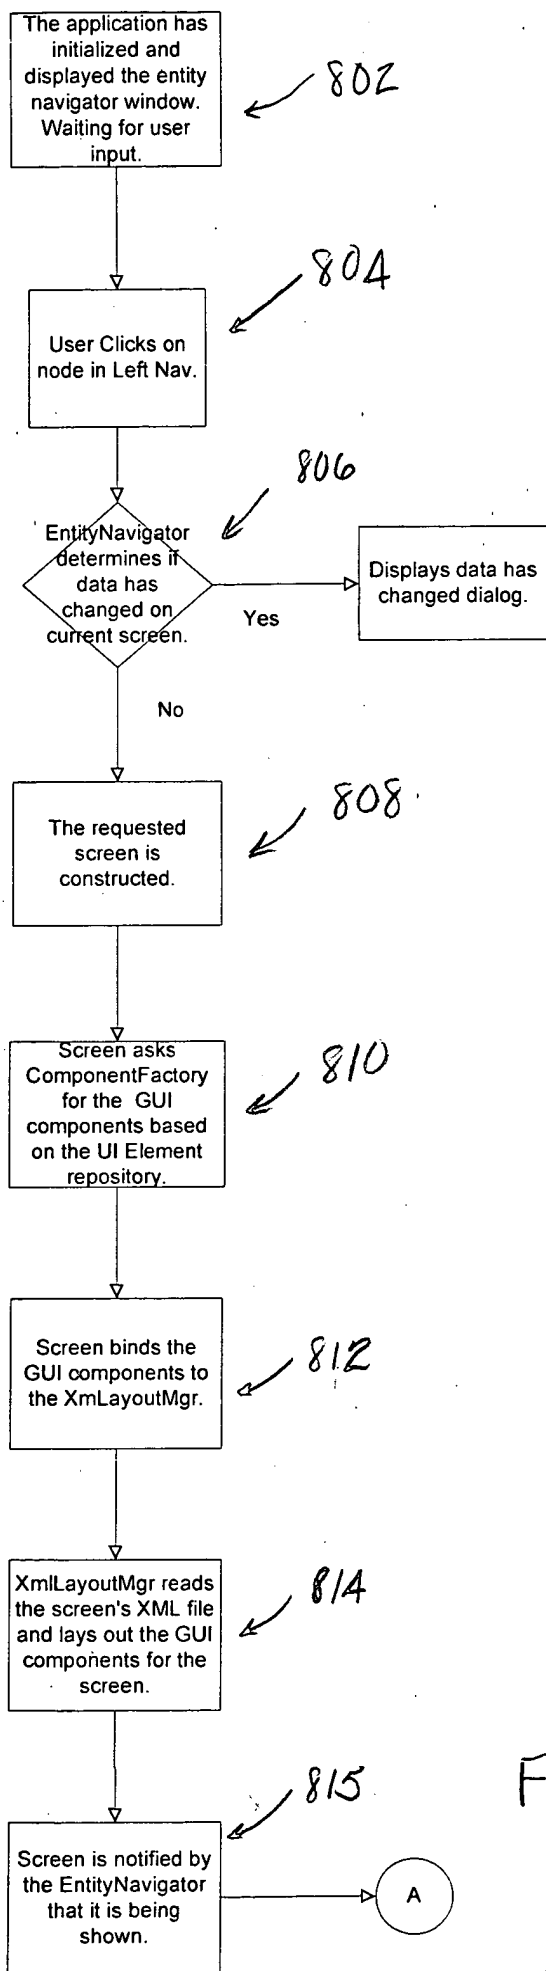 The application has
initialized and
displayed the entity
navigator window.
Waiting for user
input.
802
804
User Clicks on
node in Left Nav.
806
EntityNavigator
determines if
data has
changed on
current screen.
Displays data has
changed dialog.
Yes
No
808
The requested
screen is
constructed.
810
Screen asks
ComponentFactory
for the GUI
components based
on the UI Element
repository.
812
Screen binds the
GUI components to
the XmLayoutMgr.
814
XmlLayoutMgr reads
the screen's XML file
and lays out the GUI
components for the
screen.
815
F
Screen is notified by
the EntityNavigator
that it is being
shown.
A